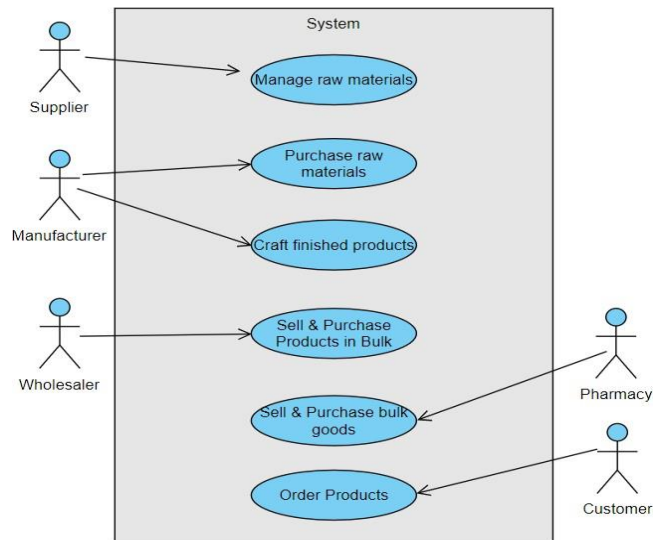 System
Manage raw materials
Supplier
Purchase raw
materials
Manufacturer
Craft finished products
Sell & Purchase
Products in Bulk
Wholesaler
Pharmacy
Sell & Purchase bulk
goods
Order Products
Customer